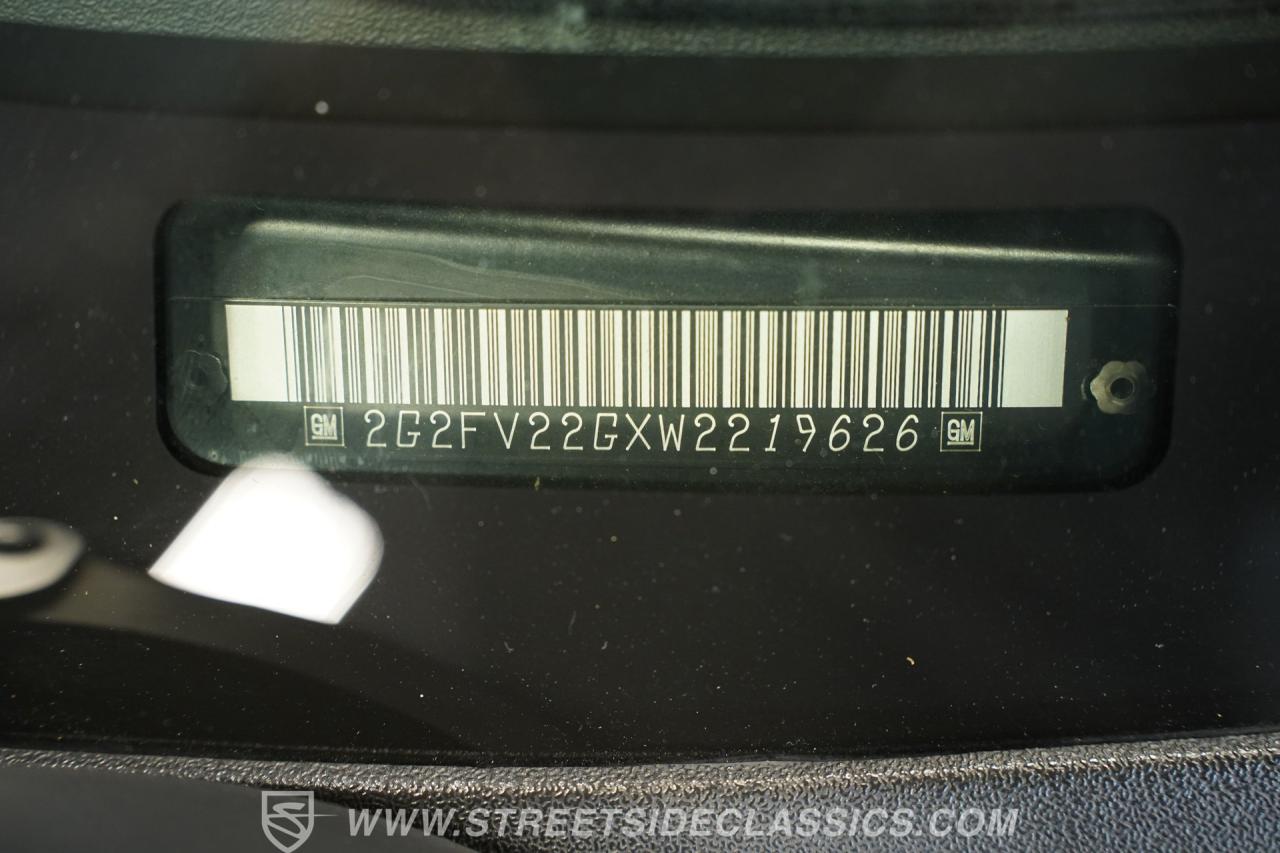 GM 2G2FV22GXW2219626 GM
WWW.STREETSIDECLASSICS.COM